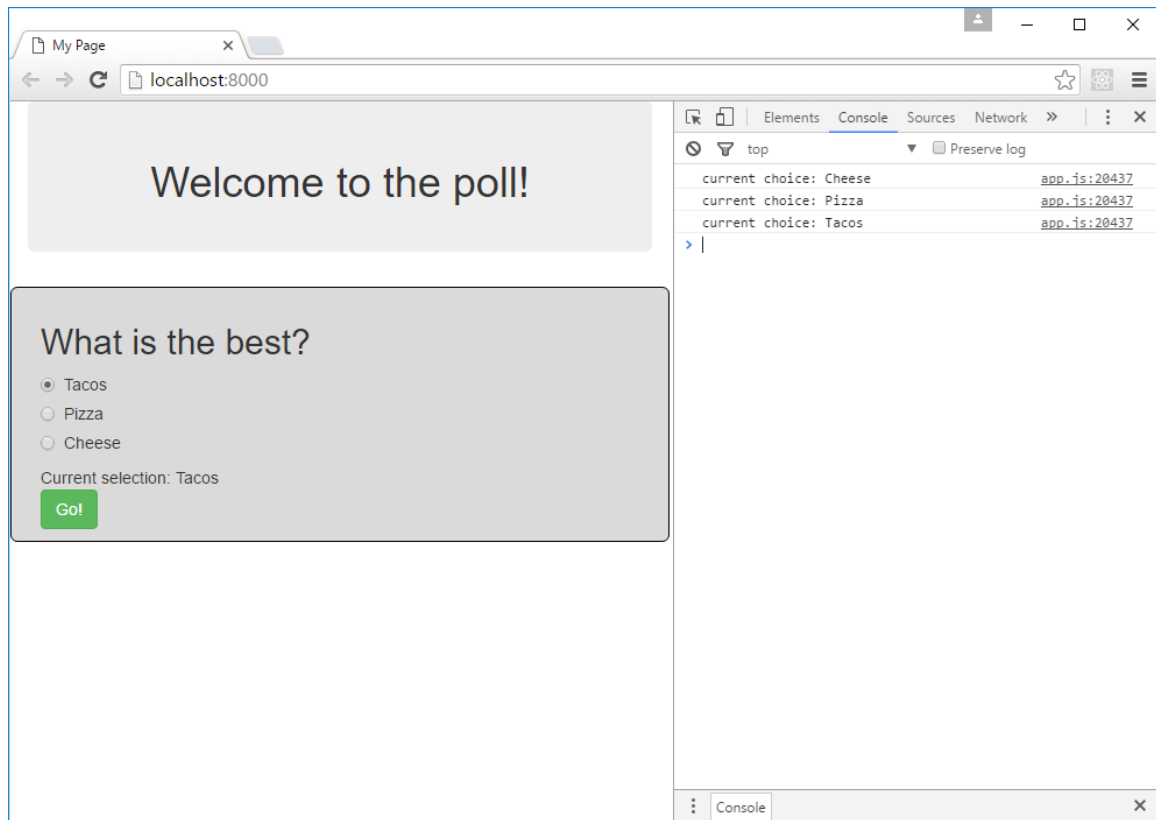 My Page
localhost:8000
Welcome to the poll!
What is the best?
Tacos
Pizza
Cheese
Current selection: Tacos
Go!
Elements Console Sources Network »
top Preserve log
current choice: Cheese app.js:20437
current choice: Pizza app.js:20437
current choice: Tacos app.js:20437
>
Console